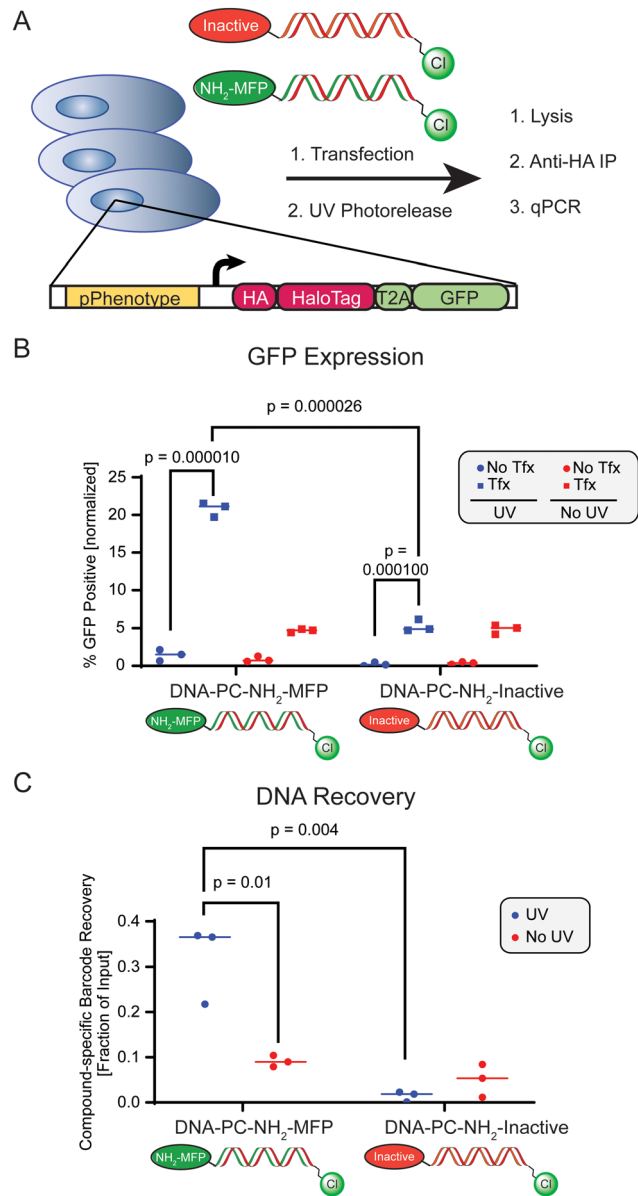 A
Inactive
Cl
NH2-MFP
Cl
1. Transfection
2. UV Photorelease
1. Lysis
2. Anti-HA IP
3. qPCR
pPhenotype
HA
HaloTag
T2A
GFP
B
GFP Expression
p = 0.000026
p = 0.000010
p =
0.000100
No Tfx
Tfx
UV
No Tfx
Tfx
No UV
% GFP Positive [normalized]
25
20
15
10
5
0
DNA-PC-NH2-MFP
DNA-PC-NH2-Inactive
NH2-MFP
Cl
Inactive
Cl
C
DNA Recovery
p = 0.004
p = 0.01
UV
No UV
Compound-specific Barcode Recovery
[Fraction of Input]
0.4
0.3
0.2
0.1
0.0
DNA-PC-NH2-MFP
DNA-PC-NH2-Inactive
NH2-MFP
Cl
Inactive
Cl